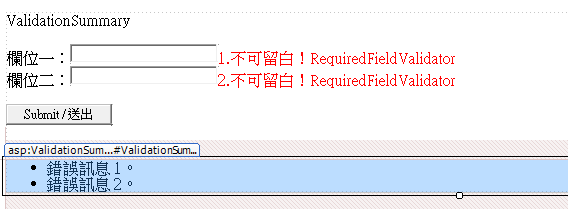 ValidationSummary
欄位一：1.不可留白！RequiredFieldValidator
欄位二：2.不可留白！RequiredFieldValidator
Submit /送出
asp:ValidationSum...#ValidationSum...
• 錯誤訊息 1。
• 錯誤訊息 2。